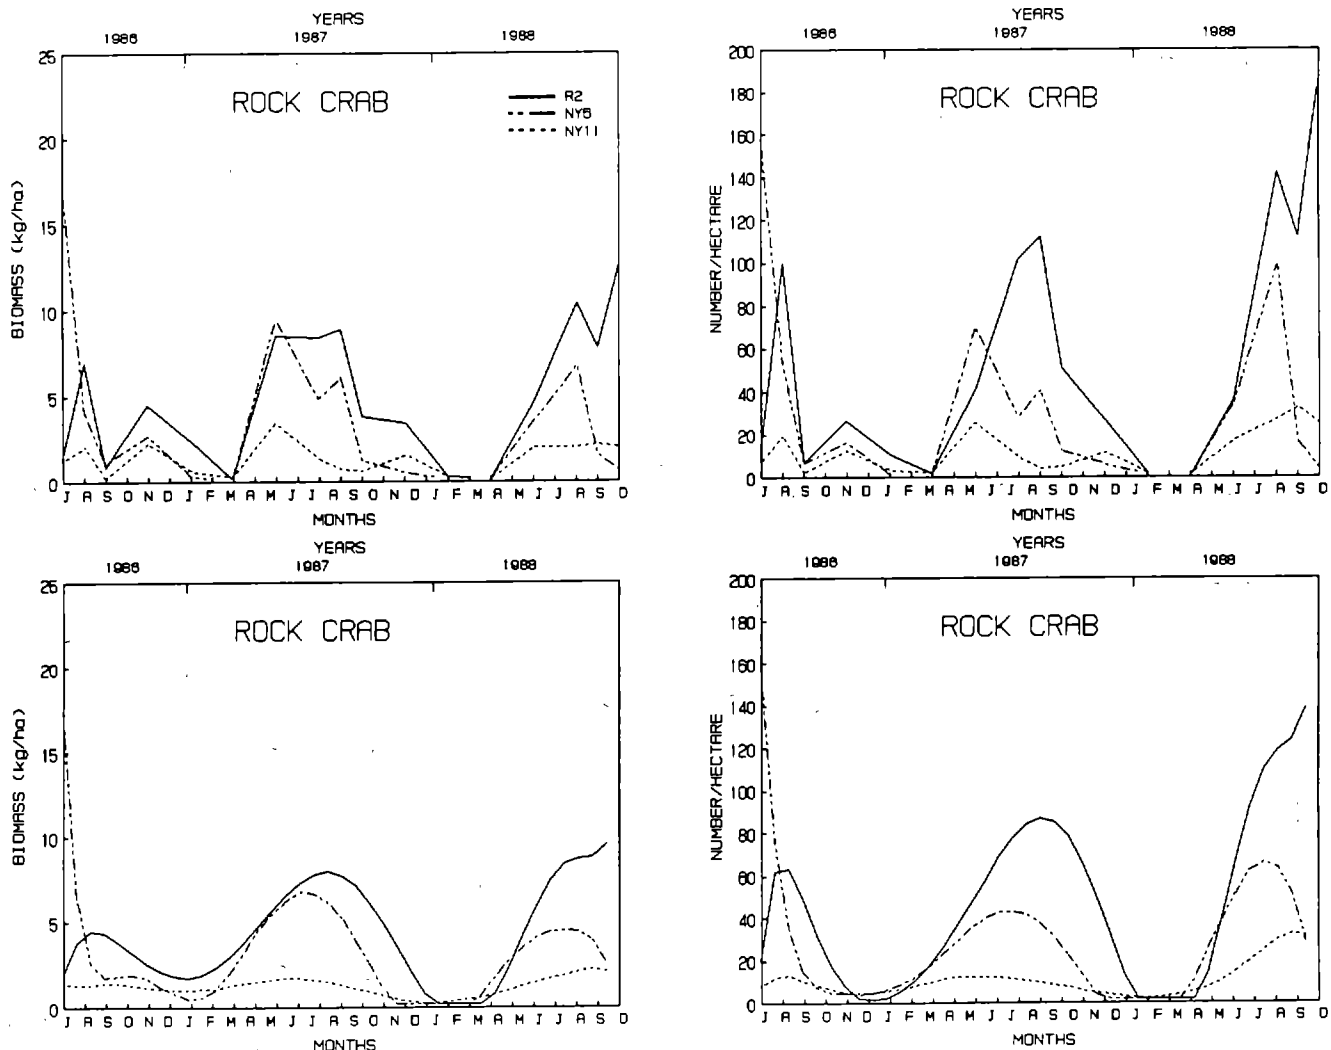 YEARS
1986 1987 1988
25
20
15
10
5
0
BIOMASS (kg/ha)
ROCK CRAB
R2
NY5
NY11
J A S O N D J F M A M J J A S O N D J F M A M J J A S O
MONTHS
YEARS
1986 1987 1988
200
180
160
140
120
100
80
60
40
20
0
NUMBER/HECTARE
ROCK CRAB
J A S O N D J F M A M J J A S O N D J F M A M J J A S O
MONTHS
YEARS
1986 1987 1988
25
20
15
10
5
0
BIOMASS (kg/ha)
ROCK CRAB
J A S O N D J F M A M J J A S O N D J F M A M J J A S O
MONTHS
YEARS
1986 1987 1988
200
180
160
140
120
100
80
60
40
20
0
NUMBER/HECTARE
ROCK CRAB
J A S O N D J F M A M J J A S O N D J F M A M J J A S O
MONTHS